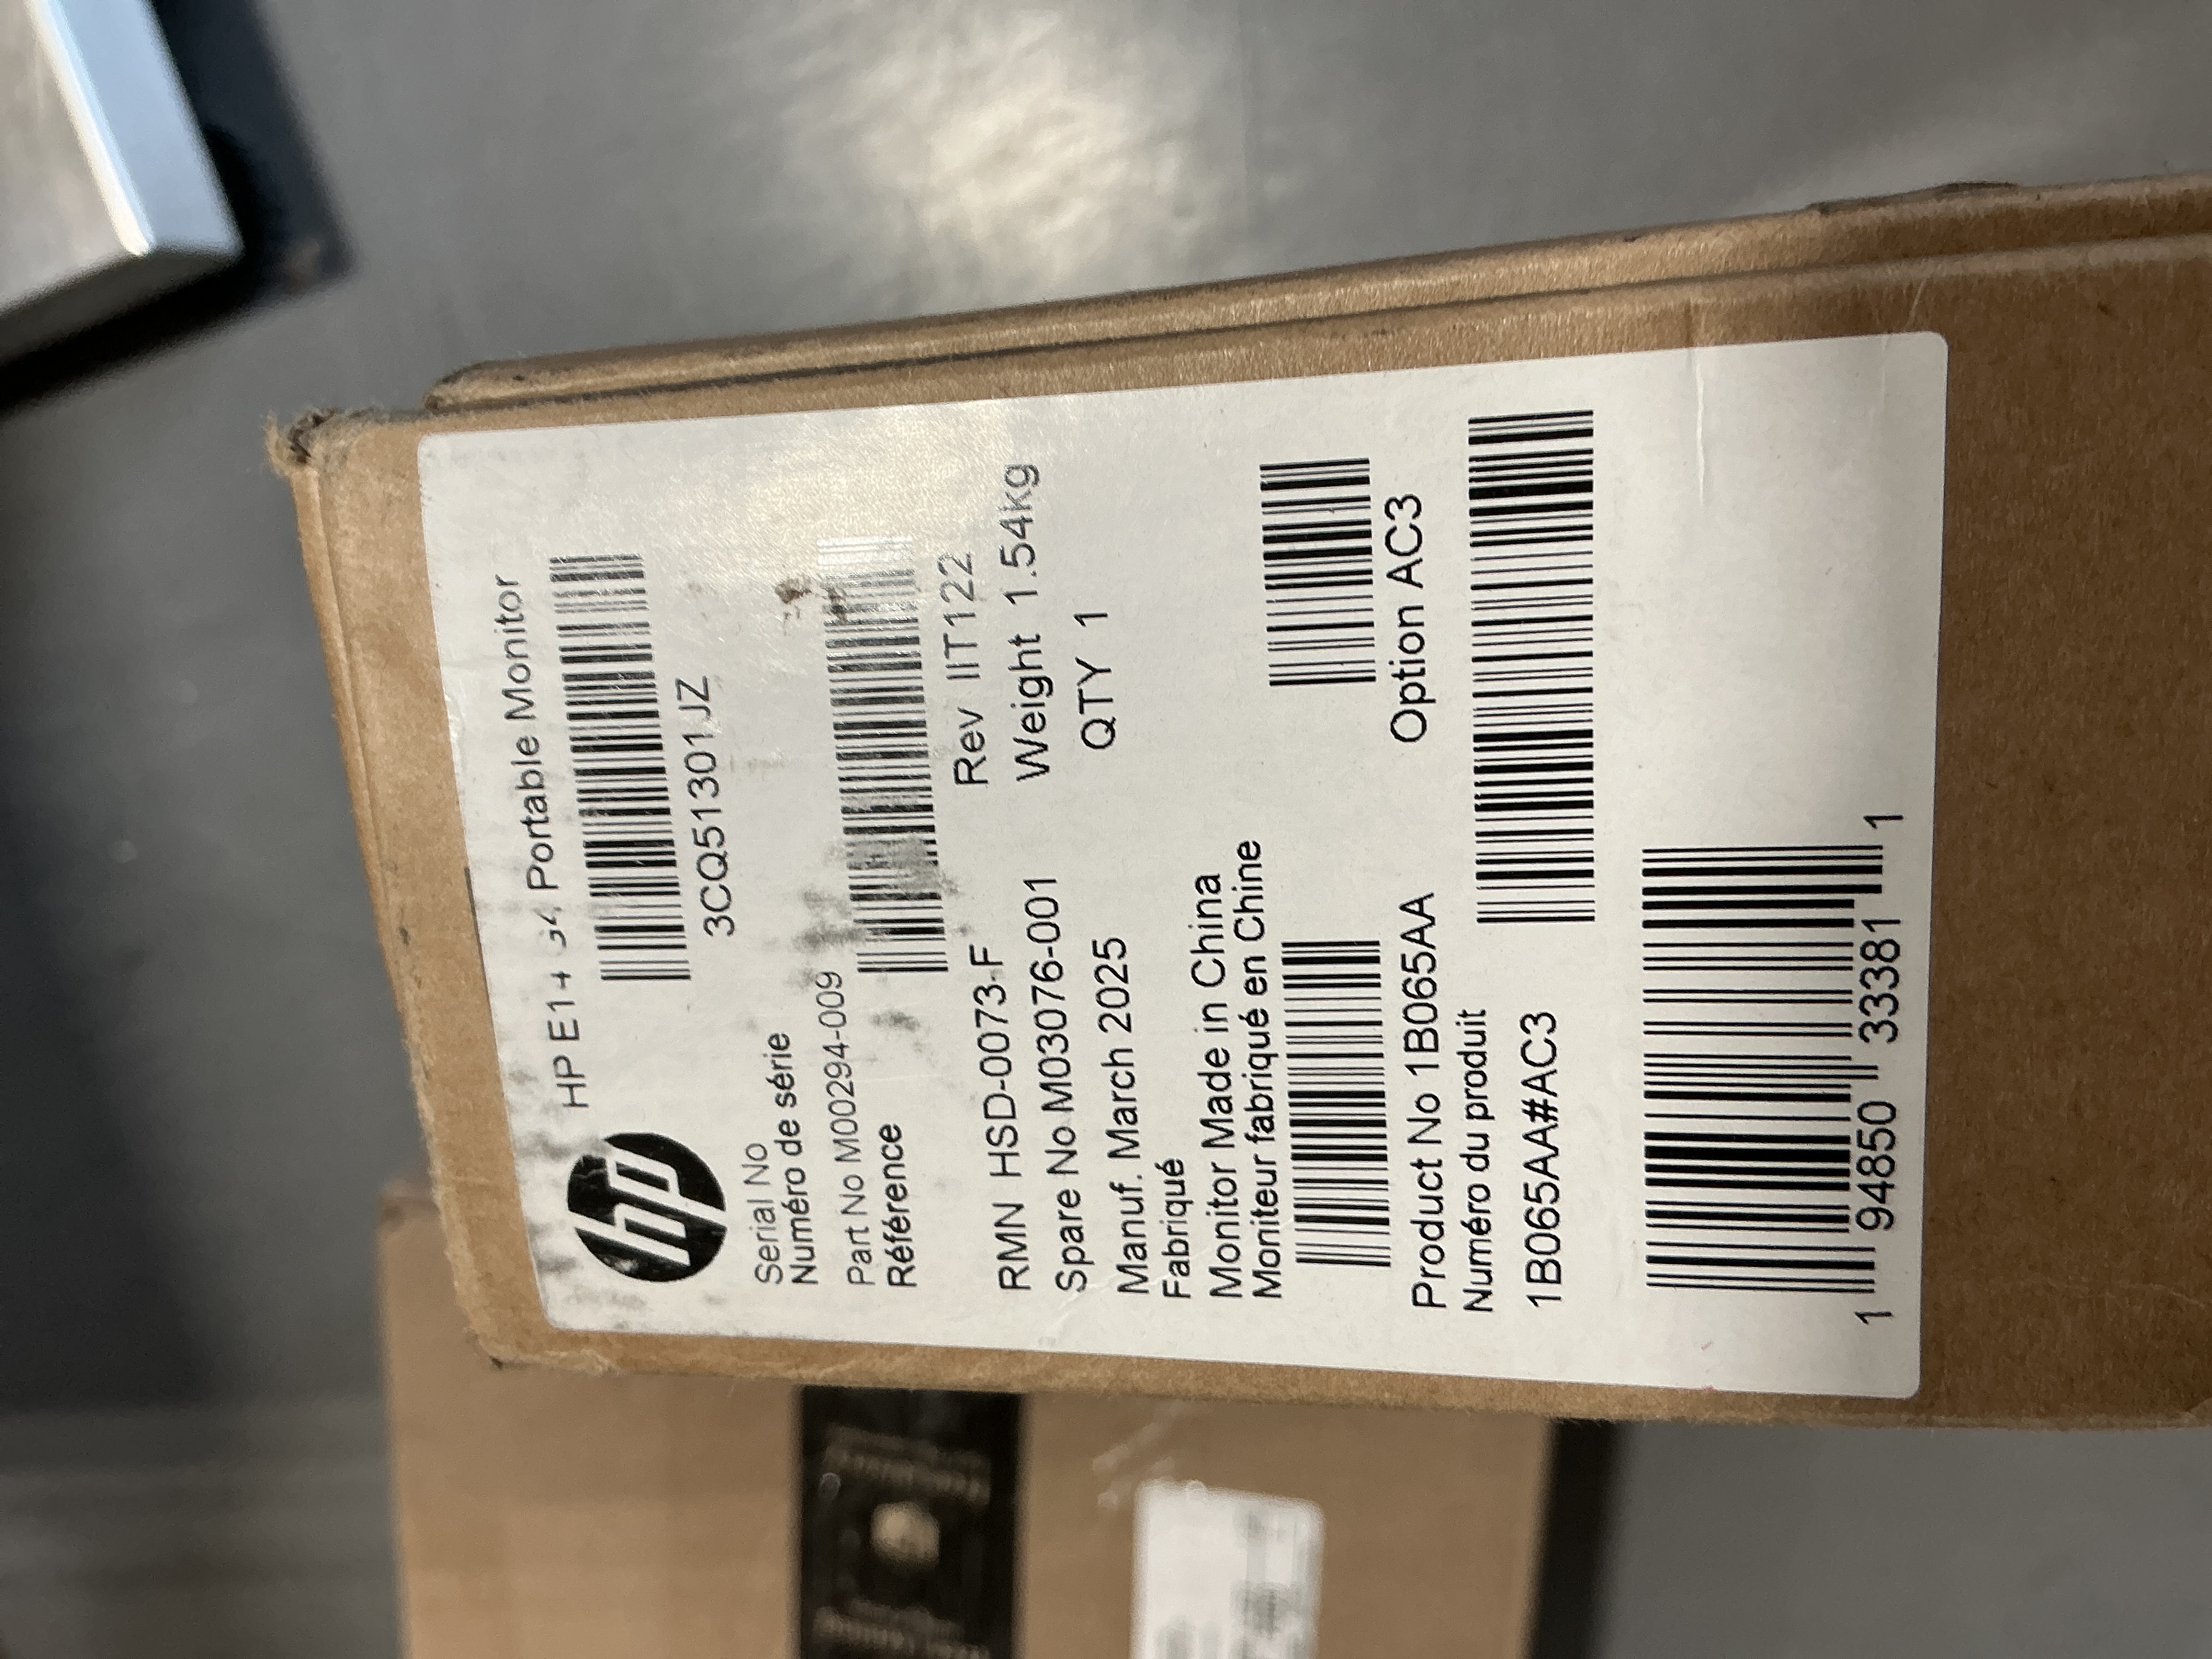 hp
HP E14 G4 Portable Monitor
3CQ51301JZ
Serial No
Numéro de série
Part No M00294-009
Référence
Rev IIT122
RMN HSD-0073-F
Weight 1.54kg
Spare No M03076-001
QTY 1
Manuf. March 2025
Fabriqué
Monitor Made in China
Moniteur fabriqué en Chine
Product No 1B065AA
Option AC3
Numéro du produit
1B065AA#AC3
1 94850 33381 1